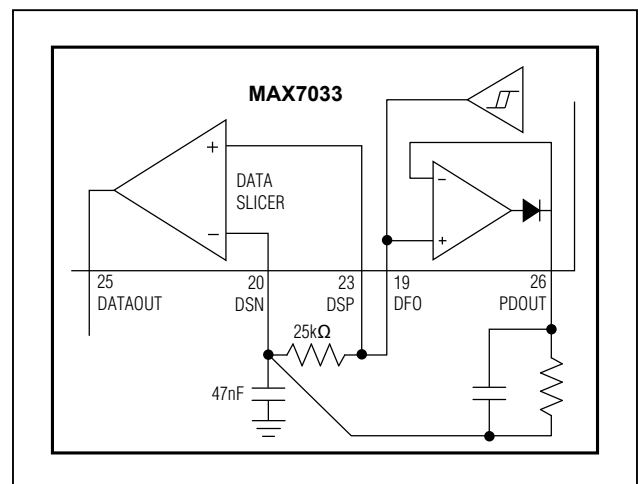 MAX7033
+
DATA
SLICER
−
−
+
25
DATAOUT
20
DSN
23
DSP
19
DFO
26
PDOUT
25kΩ
47nF